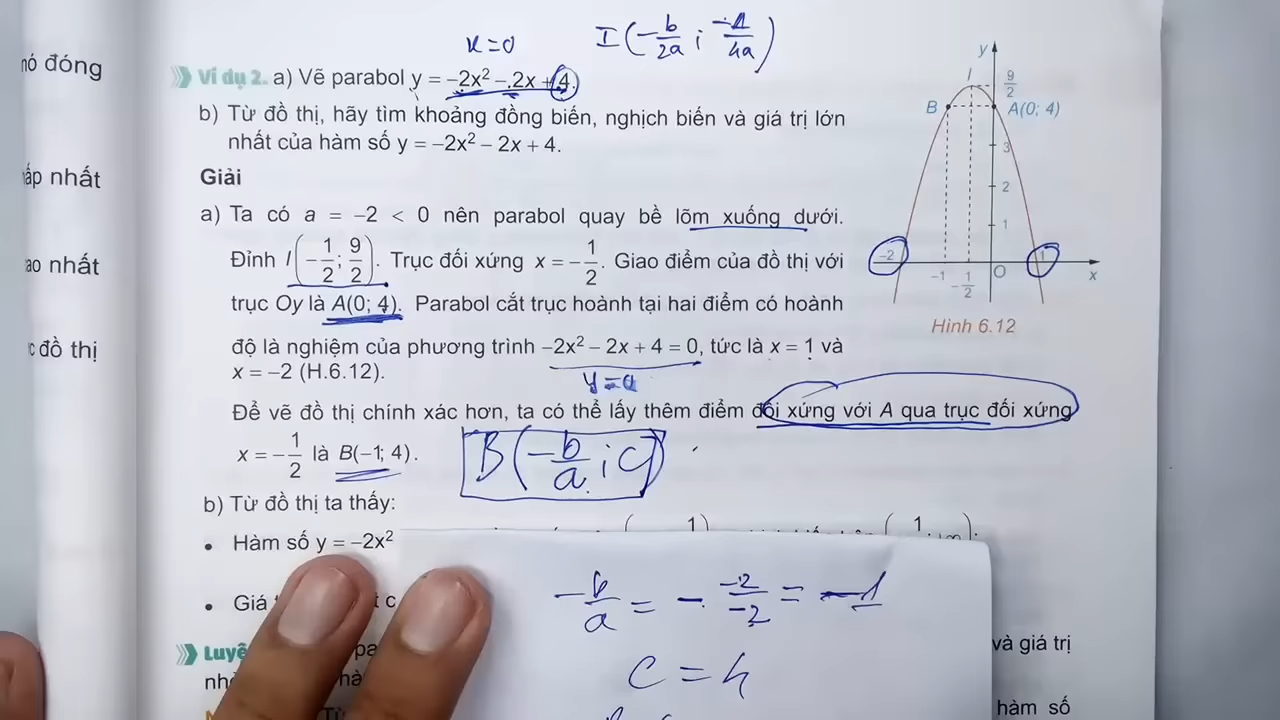 nó đóng
ấp nhất
ao nhất
đồ thị
x=0
I(-b/2a; -Δ/4a)
Ví dụ 2. a) Vẽ parabol y = −2x² − 2x + 4.
b) Từ đồ thị, hãy tìm khoảng đồng biến, nghịch biến và giá trị lớn
nhất của hàm số y = −2x² − 2x + 4.
Giải
a) Ta có a = −2 < 0 nên parabol quay bề lõm xuống dưới.
Đỉnh I(−1/2; 9/2). Trục đối xứng x = −1/2. Giao điểm của đồ thị với
trục Oy là A(0; 4). Parabol cắt trục hoành tại hai điểm có hoành
độ là nghiệm của phương trình −2x² − 2x + 4 = 0, tức là x = 1 và
y=0
x = −2 (H.6.12).
Để vẽ đồ thị chính xác hơn, ta có thể lấy thêm điểm đối xứng với A qua trục đối xứng
x = −1/2 là B(−1; 4).
B(-b/a; C)
b) Từ đồ thị ta thấy:
• Hàm số y = −2x²
• Giá
Luyệ
và giá trị
nh
hàm số
-b/a = - -2/-2 = -1
C = 4
y
I
9/2
B
A(0; 4)
3
2
1
−2
−1
−1/2
O
1
x
Hình 6.12